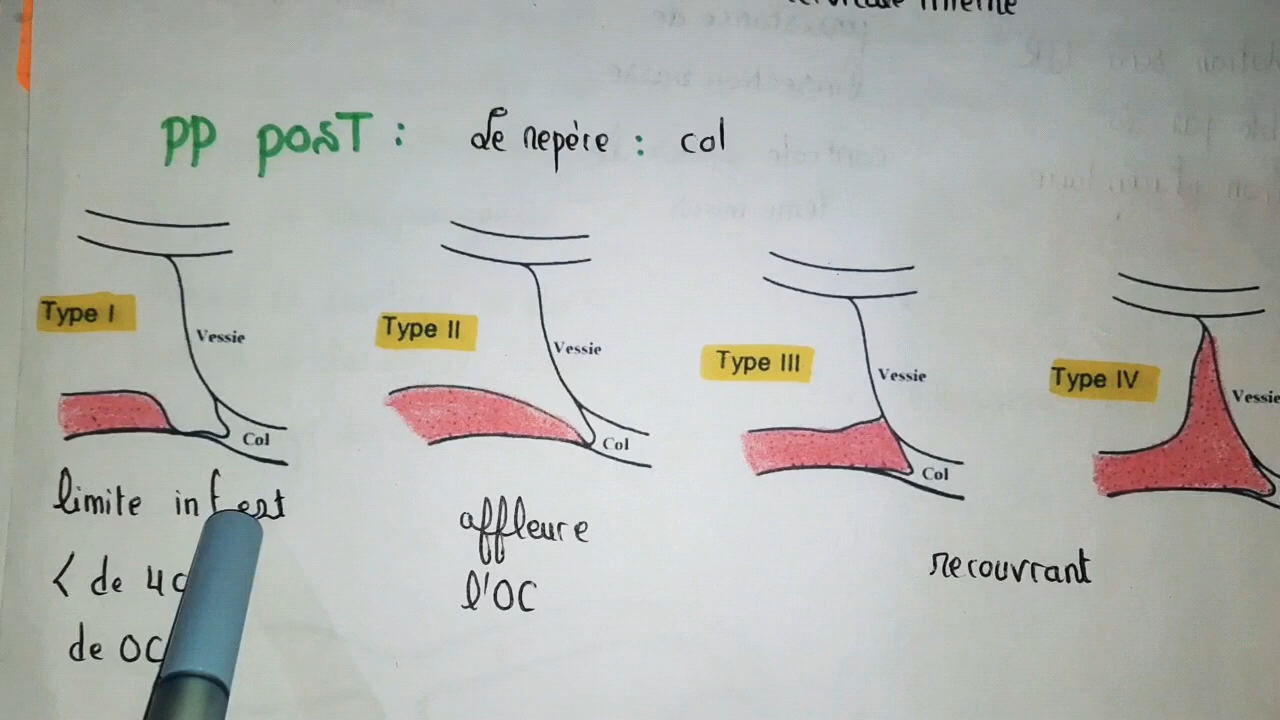 PP posT : de repère : col
Type I
Vessie
Col
limite inf est
< de 4c
de OC
Type II
Vessie
Col
affleure
l'OC
Type III
Vessie
Col
Type IV
Vessie
recouvrant